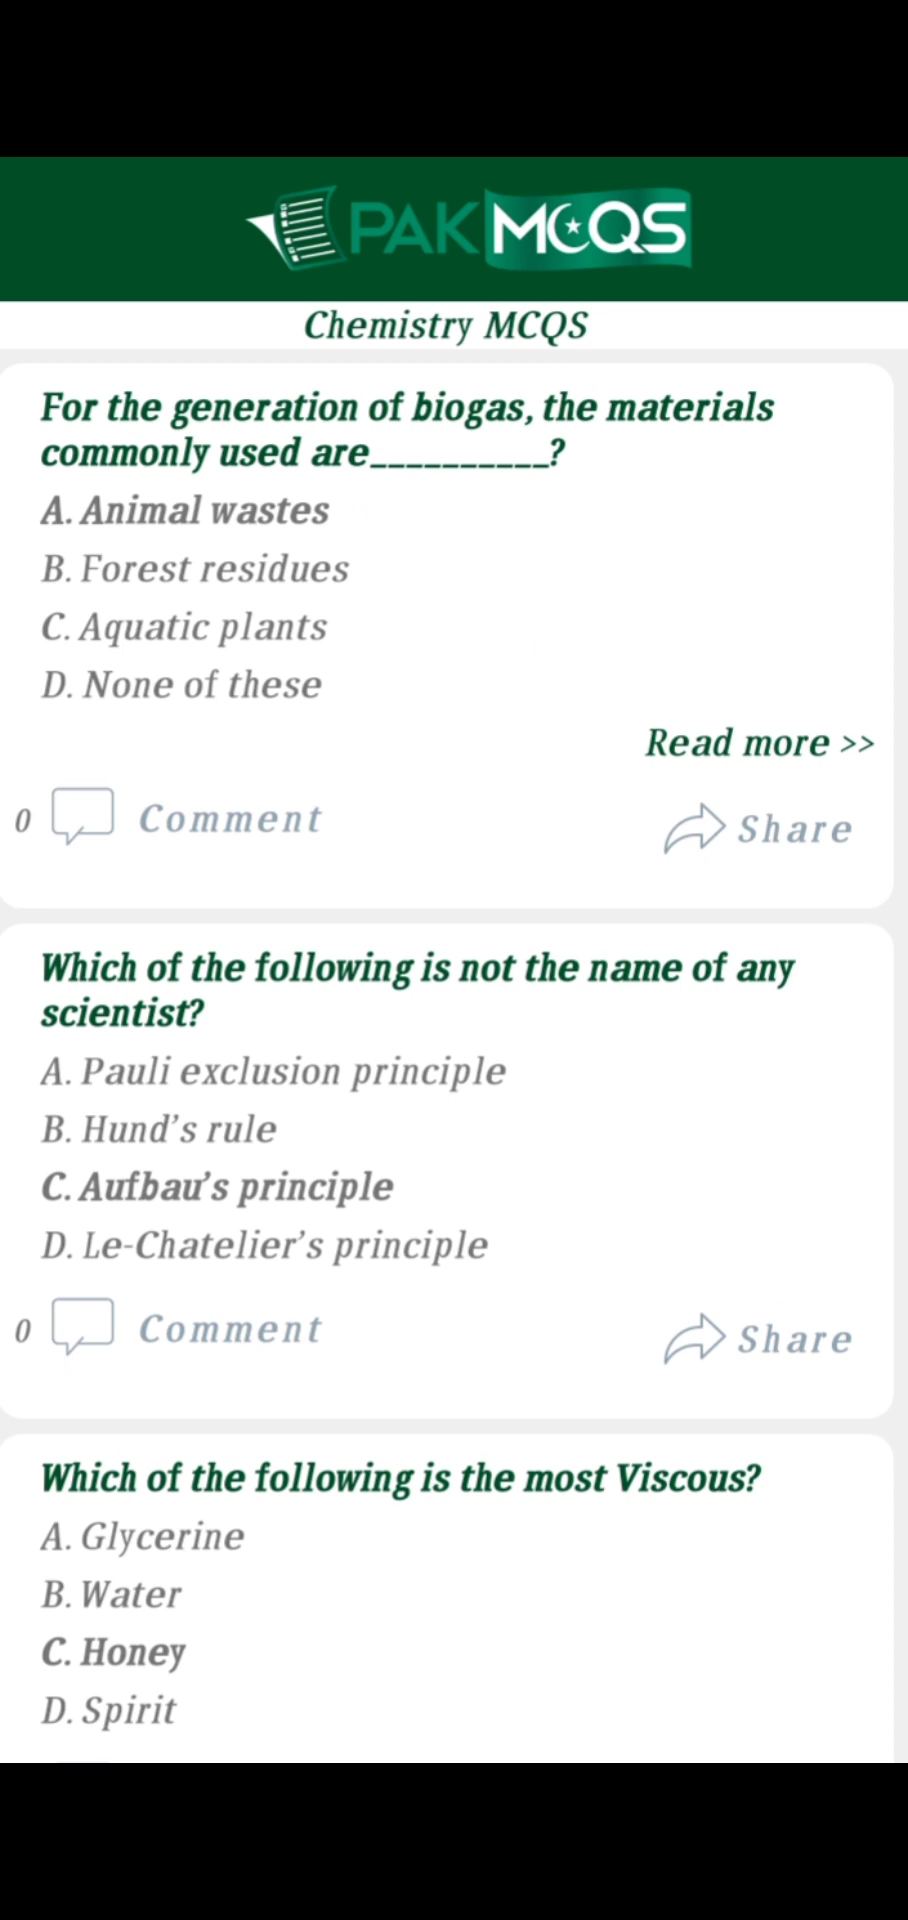 PAK MCQS
Chemistry MCQS
For the generation of biogas, the materials
commonly used are__________?
A. Animal wastes
B. Forest residues
C. Aquatic plants
D. None of these
Read more >>
0 Comment Share
Which of the following is not the name of any
scientist?
A. Pauli exclusion principle
B. Hund’s rule
C. Aufbau’s principle
D. Le-Chatelier’s principle
0 Comment Share
Which of the following is the most Viscous?
A. Glycerine
B. Water
C. Honey
D. Spirit